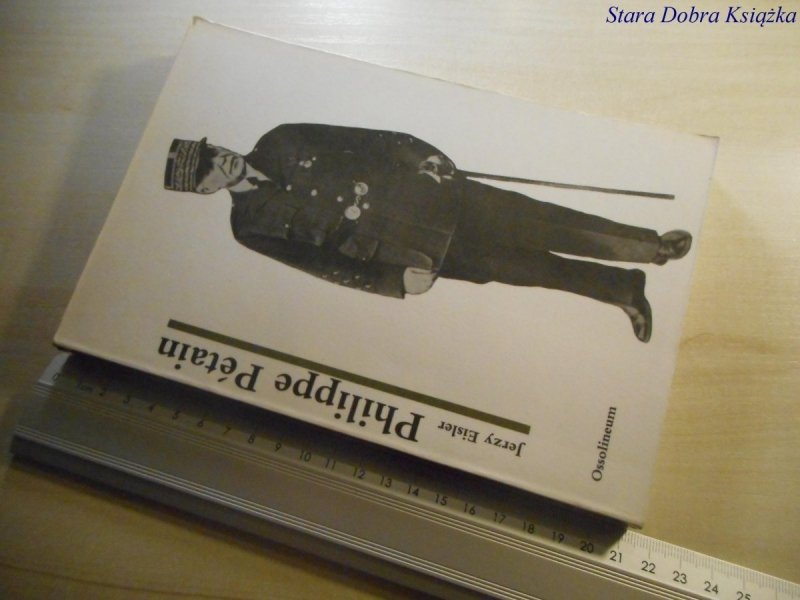 Stara Dobra Książka
Jerzy Eisler
Philippe Pétain
Ossolineum
2 3 4 5 6 7 8 9 10 11 12 13 14 15 16 17 18 19 20 21 22 23 24 25